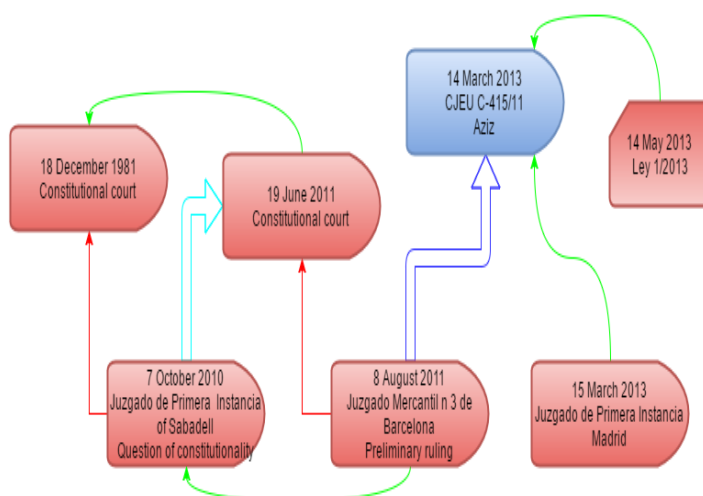 14 March 2013
CJEU C-415/11
Aziz
18 December 1981
Constitutional court
14 May 2013
Ley 1/2013
19 June 2011
Constitutional court
7 October 2010
Juzgado de Primera Instancia
of Sabadell
Question of constitutionality
8 August 2011
Juzgado Mercantil n 3 de
Barcelona
Preliminary ruling
15 March 2013
Juzgado de Primera Instancia
Madrid